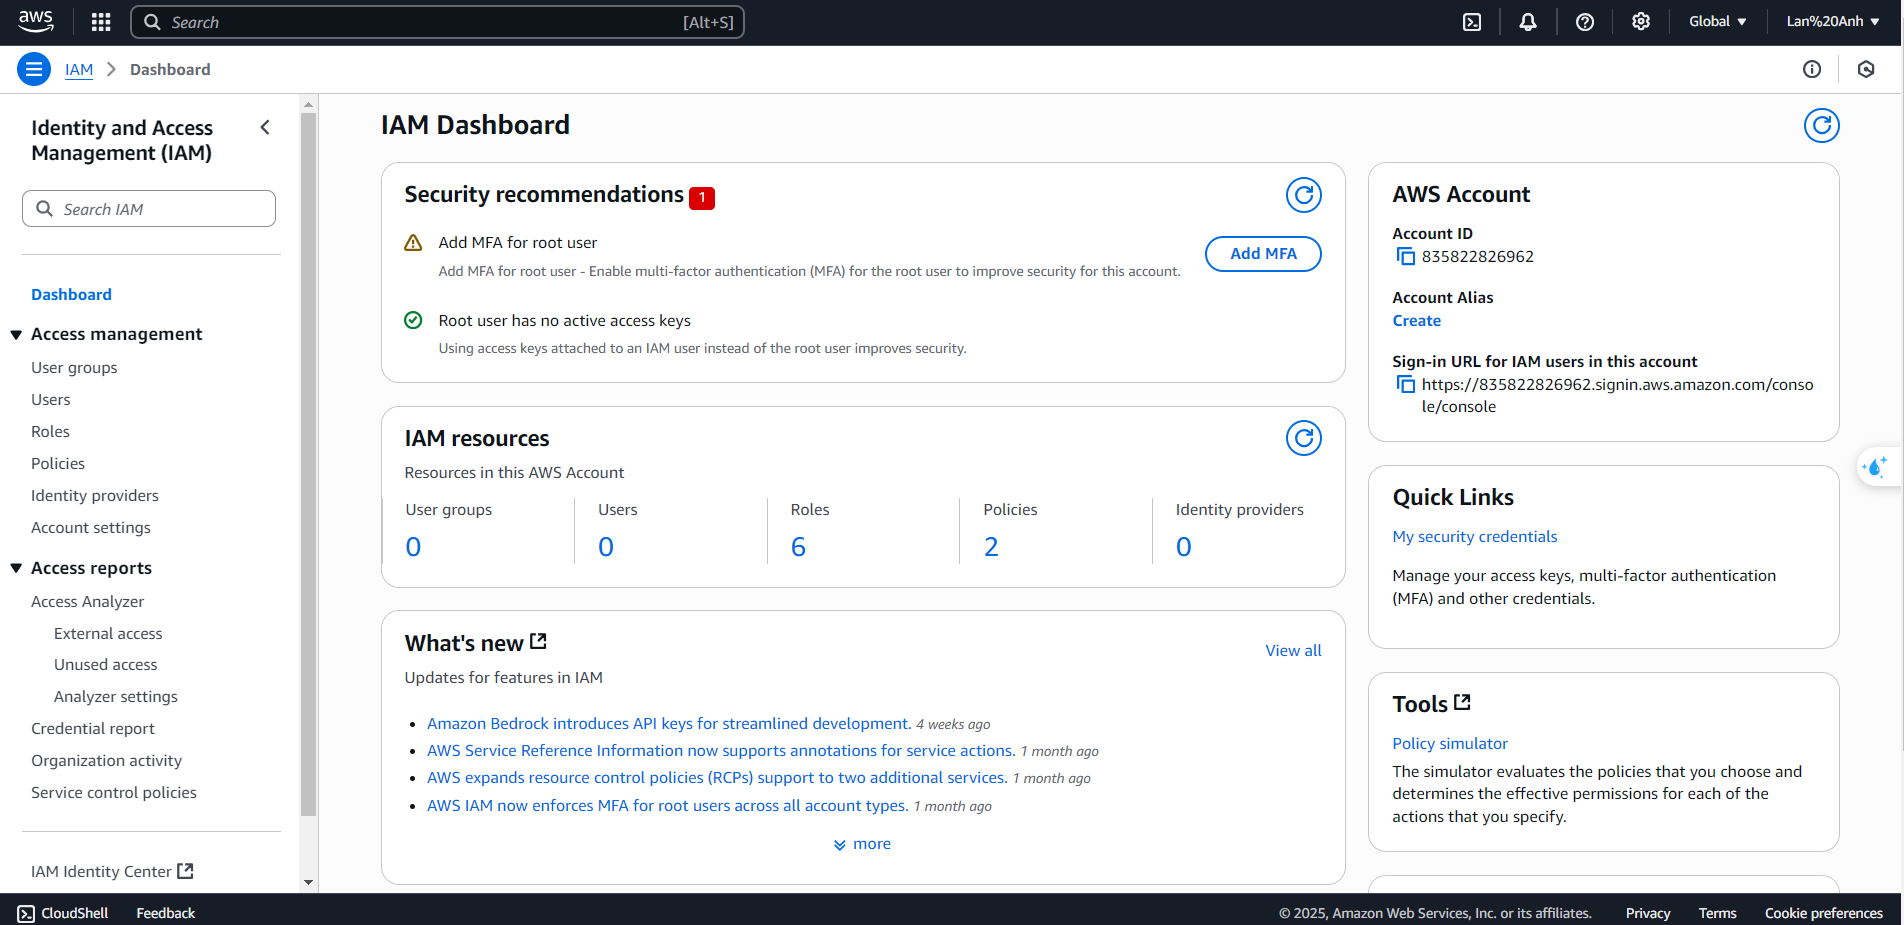 aws
Search [Alt+S]
Global
Lan%20Anh
IAM
Dashboard
Identity and Access
Management (IAM)
Search IAM
Dashboard
Access management
User groups
Users
Roles
Policies
Identity providers
Account settings
Access reports
Access Analyzer
External access
Unused access
Analyzer settings
Credential report
Organization activity
Service control policies
IAM Identity Center
IAM Dashboard
Security recommendations 1
Add MFA for root user
Add MFA for root user - Enable multi-factor authentication (MFA) for the root user to improve security for this account.
Add MFA
Root user has no active access keys
Using access keys attached to an IAM user instead of the root user improves security.
IAM resources
Resources in this AWS Account
User groups
0
Users
0
Roles
6
Policies
2
Identity providers
0
What's new
View all
Updates for features in IAM
Amazon Bedrock introduces API keys for streamlined development. 4 weeks ago
AWS Service Reference Information now supports annotations for service actions. 1 month ago
AWS expands resource control policies (RCPs) support to two additional services. 1 month ago
AWS IAM now enforces MFA for root users across all account types. 1 month ago
more
AWS Account
Account ID
835822826962
Account Alias
Create
Sign-in URL for IAM users in this account
https://835822826962.signin.aws.amazon.com/conso
le/console
Quick Links
My security credentials
Manage your access keys, multi-factor authentication
(MFA) and other credentials.
Tools
Policy simulator
The simulator evaluates the policies that you choose and
determines the effective permissions for each of the
actions that you specify.
CloudShell
Feedback
© 2025, Amazon Web Services, Inc. or its affiliates.
Privacy
Terms
Cookie preferences